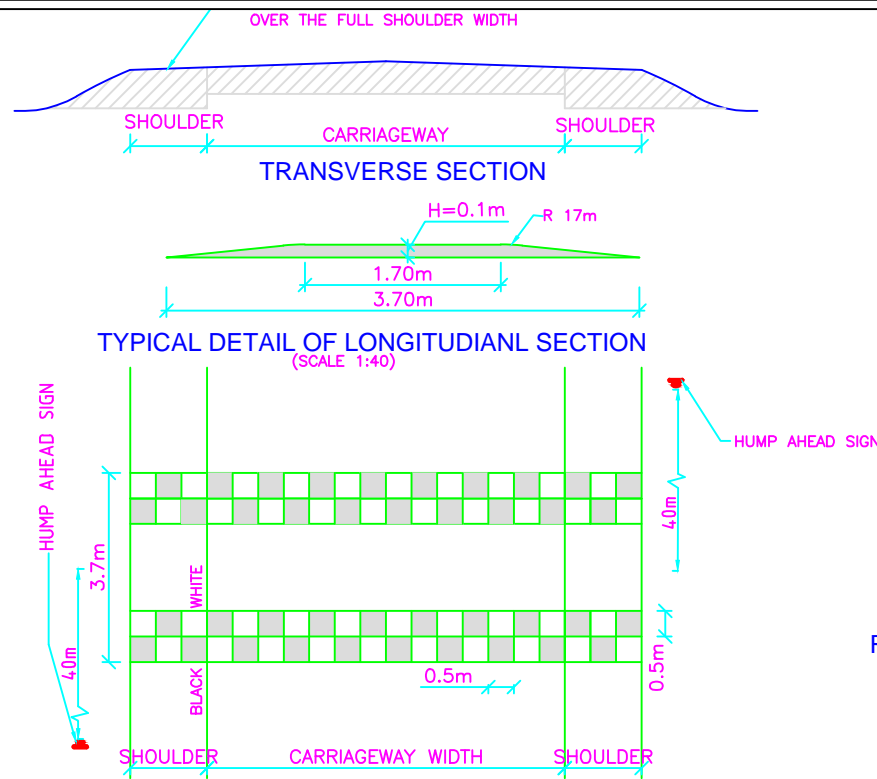 OVER THE FULL SHOULDER WIDTH
SHOULDER
CARRIAGEWAY
SHOULDER
TRANSVERSE SECTION
H=0.1m
R 17m
1.70m
3.70m
TYPICAL DETAIL OF LONGITUDIANL SECTION
(SCALE 1:40)
HUMP AHEAD SIGN
HUMP AHEAD SIGN
40m
3.7m
WHITE
F
40m
BLACK
0.5m
0.5m
SHOULDER
CARRIAGEWAY WIDTH
SHOULDER